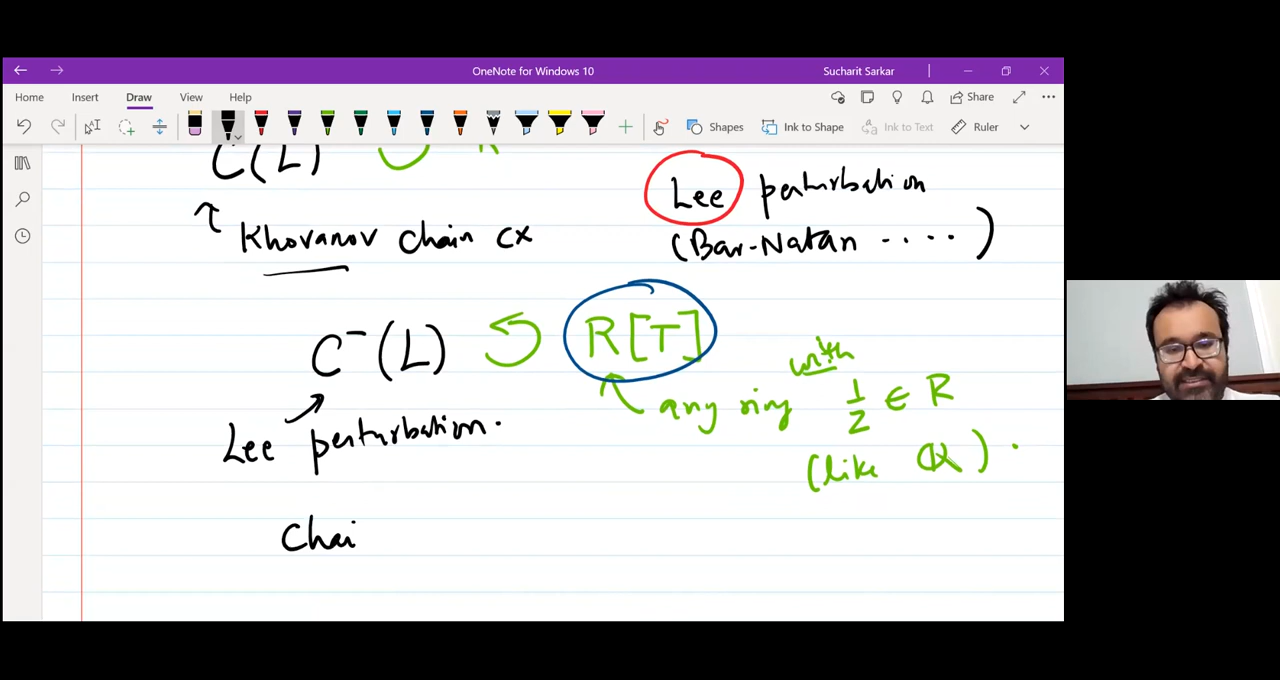 OneNote for Windows 10
Sucharit Sarkar
Home Insert Draw View Help
Share
Shapes
Ink to Shape
Ink to Text
Ruler
C(L) R
Khovanov chain cx
Lee perturbation
(Bar-Natan ····)
C⁻(L) R[T]
Lee perturbation.
any ring with 1/2 ∈ R
(like Q).
Chai